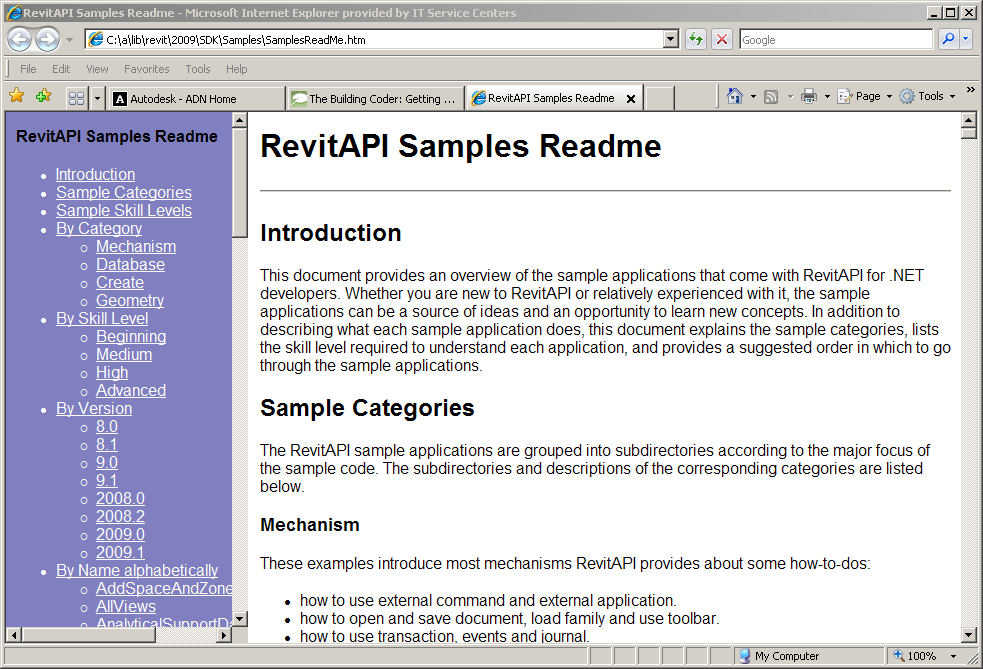 RevitAPI Samples Readme - Microsoft Internet Explorer provided by IT Service Centers
C:\a\lib\revit\2009\SDK\Samples\SamplesReadMe.htm
Google
File Edit View Favorites Tools Help
Autodesk - ADN Home
The Building Coder: Getting ...
RevitAPI Samples Readme
Page
Tools
RevitAPI Samples Readme
Introduction
Sample Categories
Sample Skill Levels
By Category
Mechanism
Database
Create
Geometry
By Skill Level
Beginning
Medium
High
Advanced
By Version
8.0
8.1
9.0
9.1
2008.0
2008.2
2009.0
2009.1
By Name alphabetically
AddSpaceAndZone
AllViews
AnalyticalSupportDa
RevitAPI Samples Readme
Introduction
This document provides an overview of the sample applications that come with RevitAPI for .NET
developers. Whether you are new to RevitAPI or relatively experienced with it, the sample
applications can be a source of ideas and an opportunity to learn new concepts. In addition to
describing what each sample application does, this document explains the sample categories, lists
the skill level required to understand each application, and provides a suggested order in which to go
through the sample applications.
Sample Categories
The RevitAPI sample applications are grouped into subdirectories according to the major focus of
the sample code. The subdirectories and descriptions of the corresponding categories are listed
below.
Mechanism
These examples introduce most mechanisms RevitAPI provides about some how-to-dos:
how to use external command and external application.
how to open and save document, load family and use toolbar.
how to use transaction, events and journal.
My Computer
100%